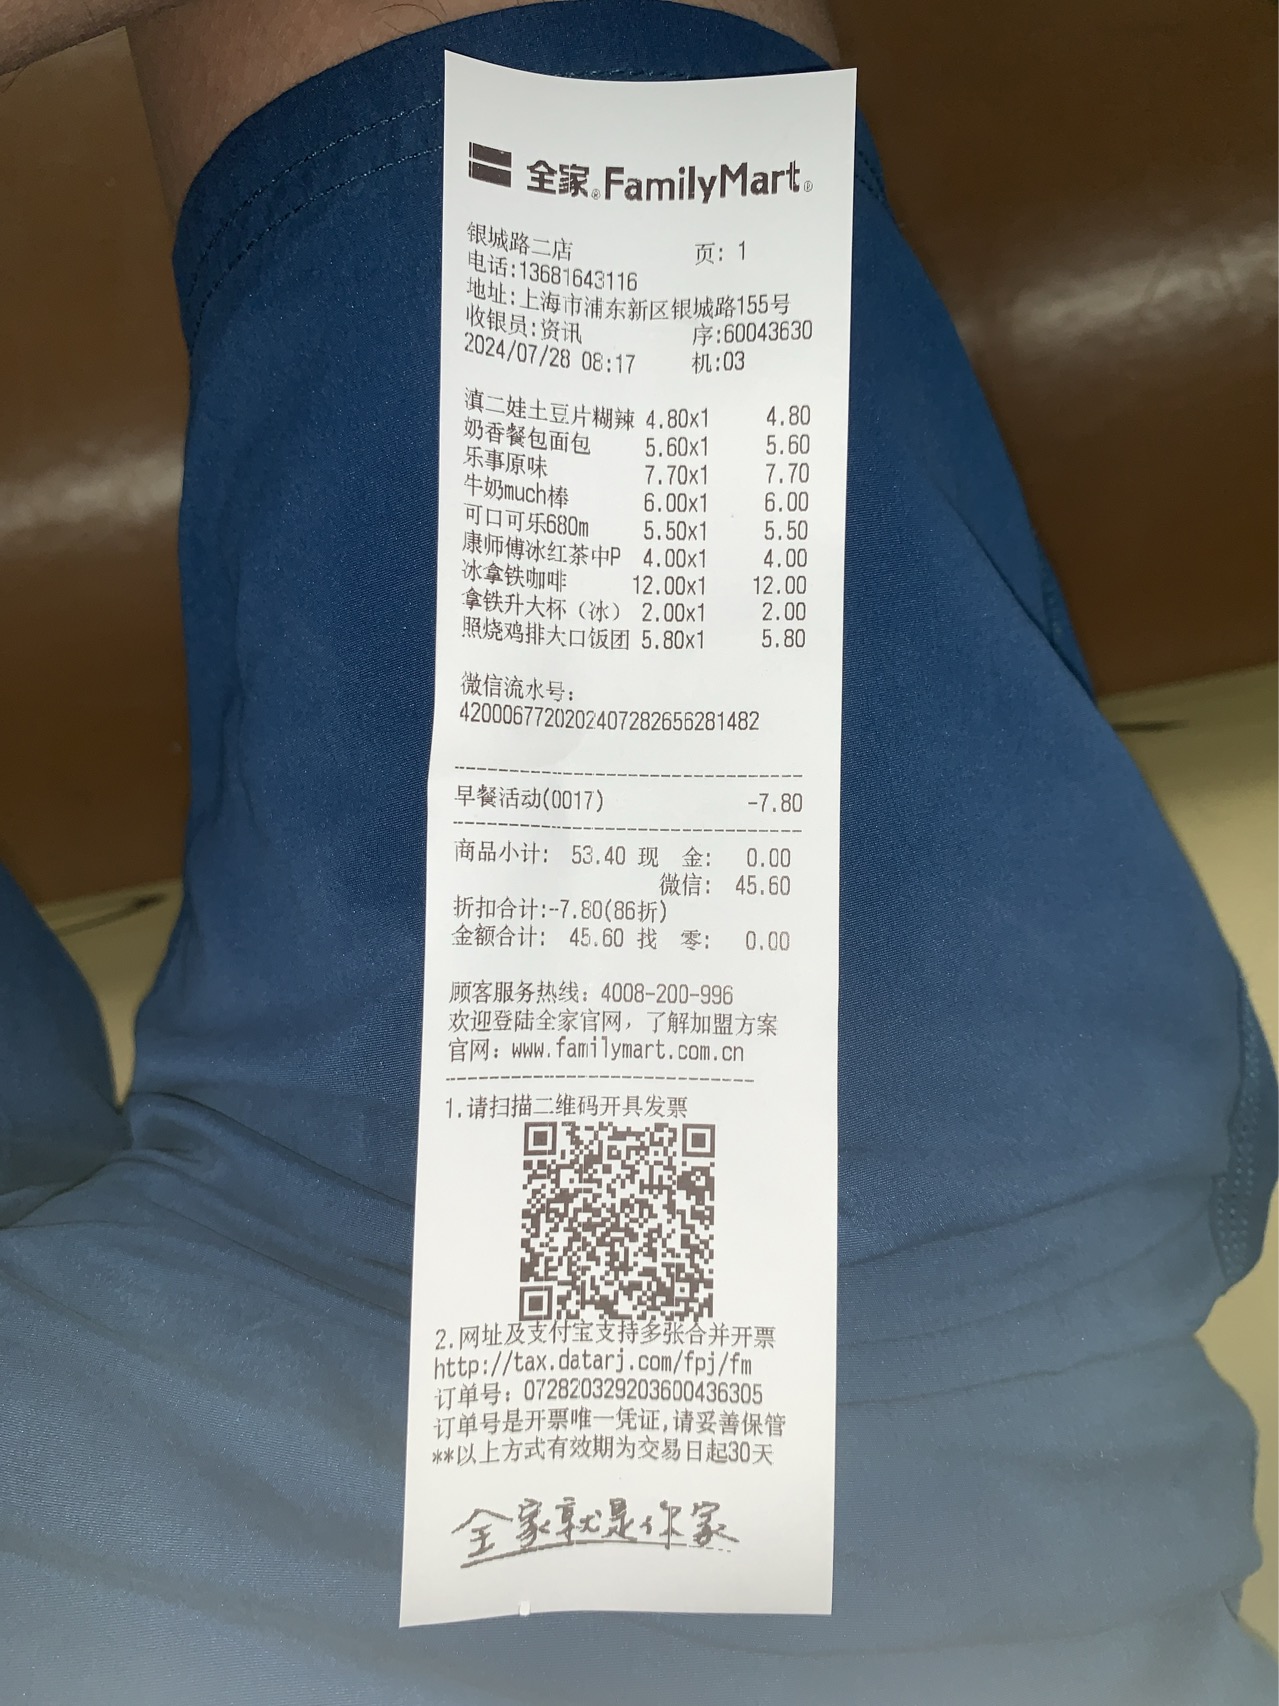 全家® FamilyMart®
银城路二店 页: 1
电话:13681643116
地址:上海市浦东新区银城路155号
收银员:资讯 序:60043630
2024/07/28 08:17 机:03
滇二娃土豆片糊辣 4.80x1 4.80
奶香餐包面包 5.60x1 5.60
乐事原味 7.70x1 7.70
牛奶much棒 6.00x1 6.00
可口可乐680m 5.50x1 5.50
康师傅冰红茶中P 4.00x1 4.00
冰拿铁咖啡 12.00x1 12.00
拿铁升大杯（冰） 2.00x1 2.00
照烧鸡排大口饭团 5.80x1 5.80
微信流水号:
4200067720202407282656281482
早餐活动(0017) -7.80
商品小计: 53.40 现 金: 0.00
微信: 45.60
折扣合计:-7.80(86折)
金额合计: 45.60 找 零: 0.00
顾客服务热线: 4008-200-996
欢迎登陆全家官网，了解加盟方案
官网: www.familymart.com.cn
1.请扫描二维码开具发票
2.网址及支付宝支持多张合并开票
http://tax.datarj.com/fpj/fm
订单号: 072820329203600436305
订单号是开票唯一凭证,请妥善保管
**以上方式有效期为交易日起30天
全家就是你家